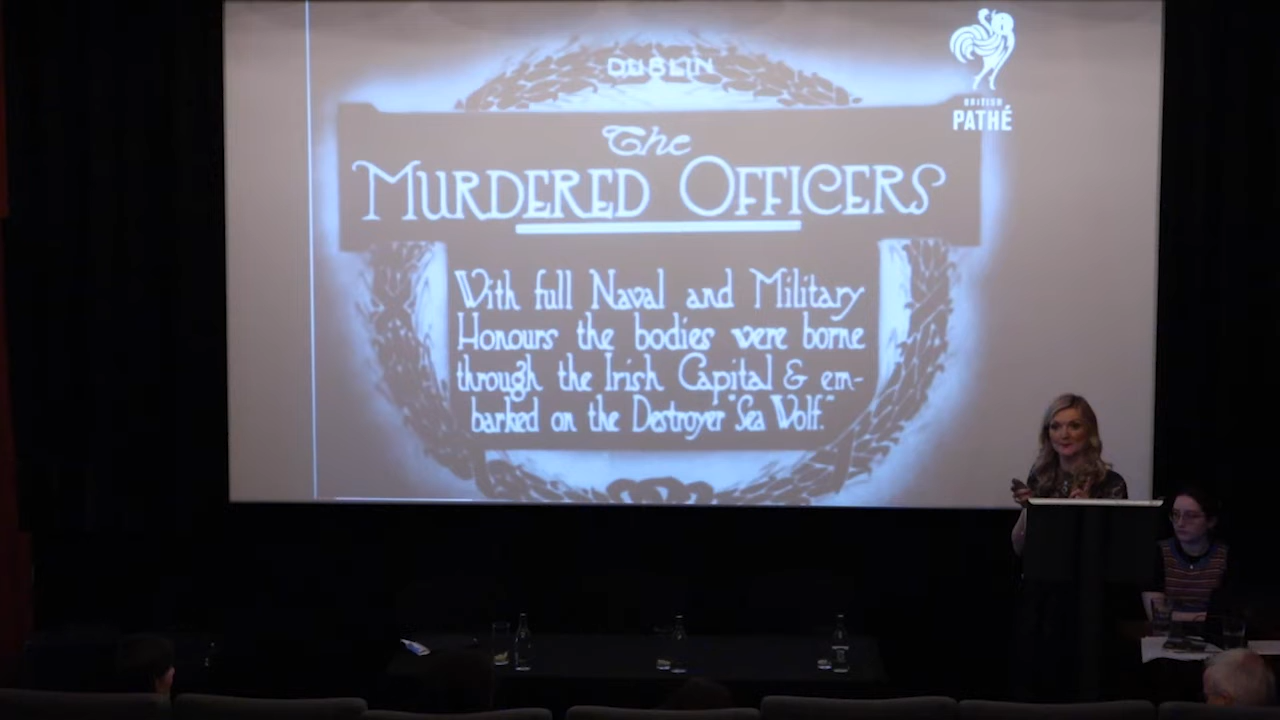 DUBLIN
BRITISH
PATHÉ
The
MURDERED OFFICERS
With full Naval and Military
Honours the bodies were borne
through the Irish Capital & em-
barked on the Destroyer "Sea Wolf."